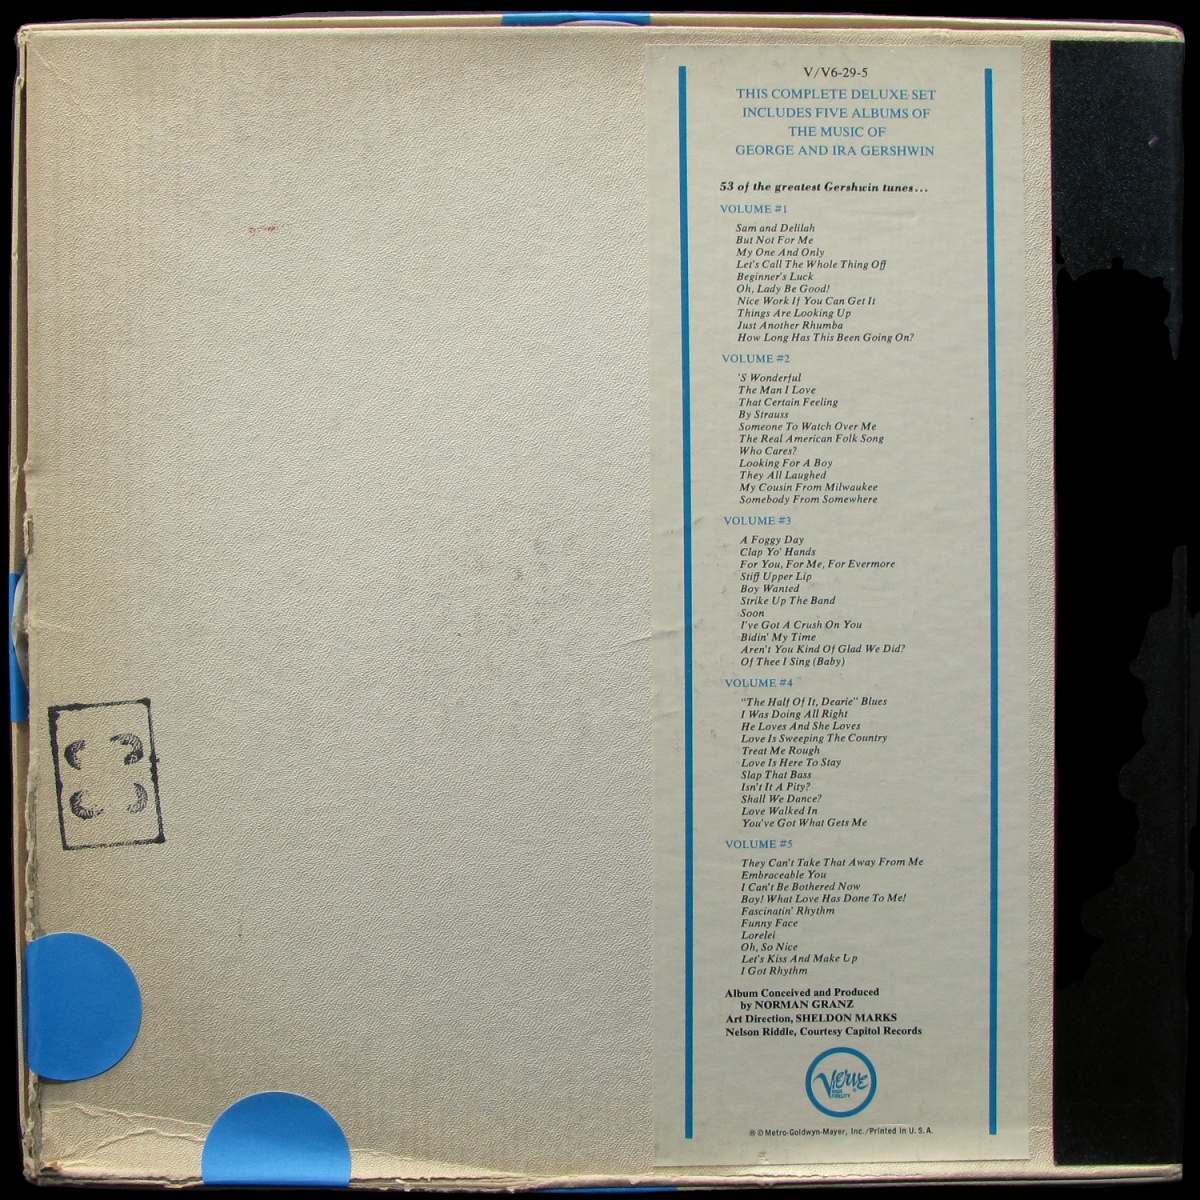 V/V6-29-5
THIS COMPLETE DELUXE SET
INCLUDES FIVE ALBUMS OF
THE MUSIC OF
GEORGE AND IRA GERSHWIN
53 of the greatest Gershwin tunes...
VOLUME #1
Sam and Delilah
But Not For Me
My One And Only
Let's Call The Whole Thing Off
Beginner's Luck
Oh, Lady Be Good!
Nice Work If You Can Get It
Things Are Looking Up
Just Another Rhumba
How Long Has This Been Going On?
VOLUME #2
'S Wonderful
The Man I Love
That Certain Feeling
By Strauss
Someone To Watch Over Me
The Real American Folk Song
Who Cares?
Looking For A Boy
They All Laughed
My Cousin From Milwaukee
Somebody From Somewhere
VOLUME #3
A Foggy Day
Clap Yo' Hands
For You, For Me, For Evermore
Stiff Upper Lip
Boy Wanted
Strike Up The Band
Soon
I've Got A Crush On You
Bidin' My Time
Aren't You Kind Of Glad We Did?
Of Thee I Sing (Baby)
VOLUME #4
"The Half Of It, Dearie" Blues
I Was Doing All Right
He Loves And She Loves
Love Is Sweeping The Country
Treat Me Rough
Love Is Here To Stay
Slap That Bass
Isn't It A Pity?
Shall We Dance?
Love Walked In
You've Got What Gets Me
VOLUME #5
They Can't Take That Away From Me
Embraceable You
I Can't Be Bothered Now
Boy! What Love Has Done To Me!
Fascinatin' Rhythm
Funny Face
Lorelei
Oh, So Nice
Let's Kiss And Make Up
I Got Rhythm
Album Conceived and Produced
by NORMAN GRANZ
Art Direction, SHELDON MARKS
Nelson Riddle, Courtesy Capitol Records
Verve
HIGH
FIDELITY
® © Metro-Goldwyn-Mayer, Inc./Printed in U.S.A.